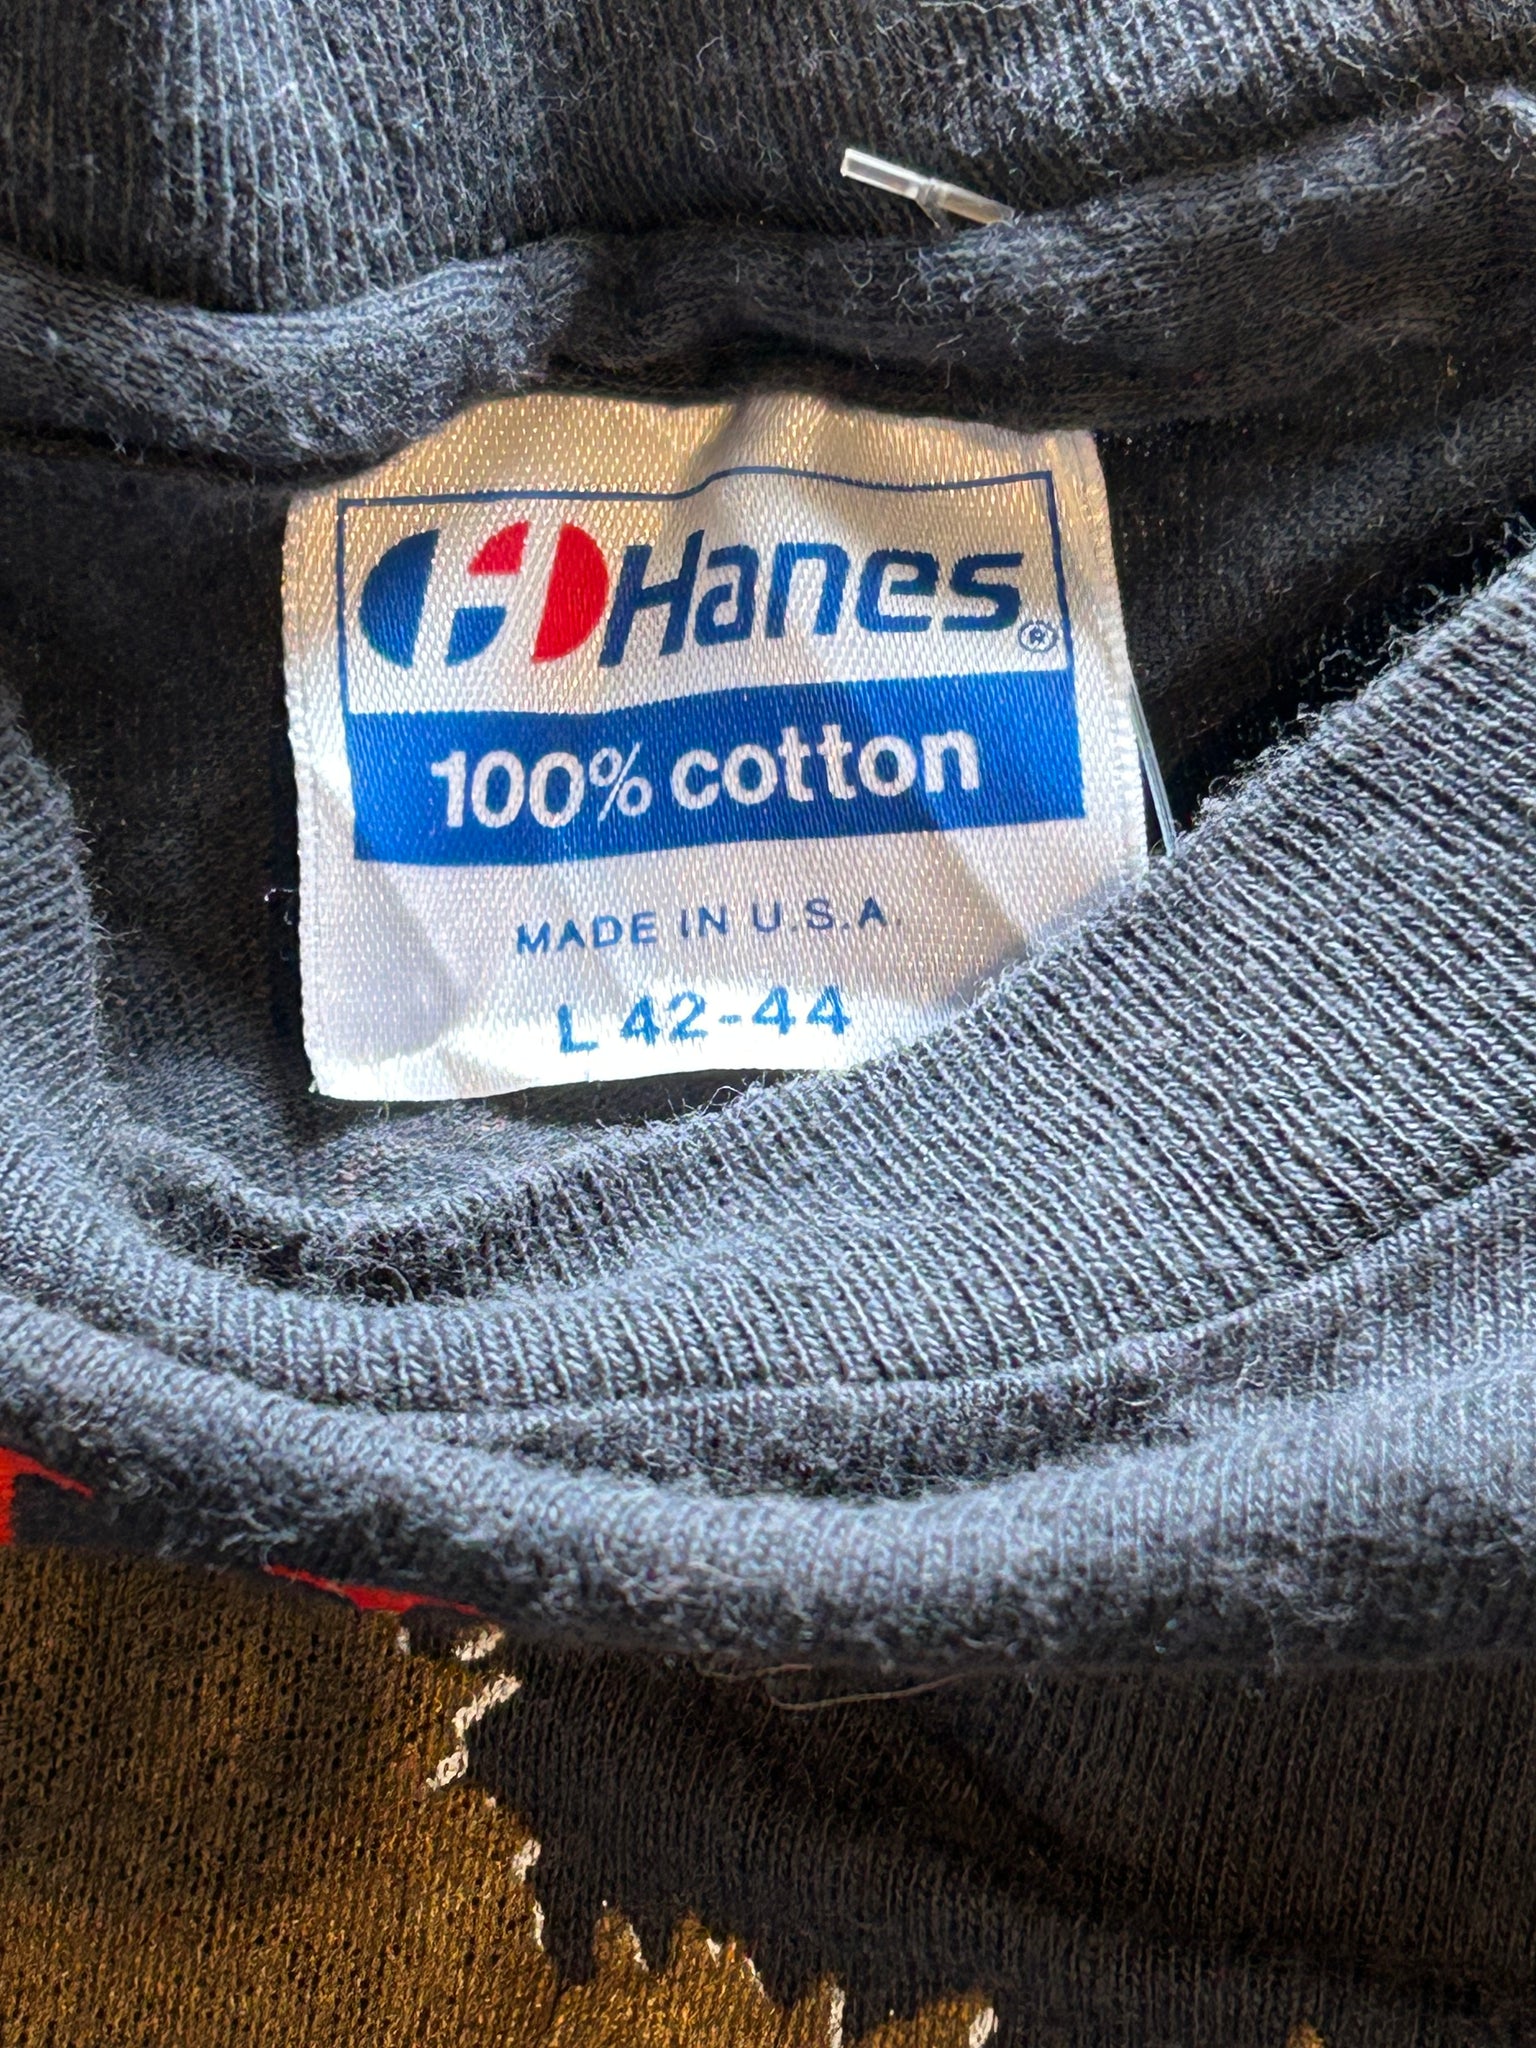 Hanes®
100% cotton
MADE IN U.S.A.
L 42-44